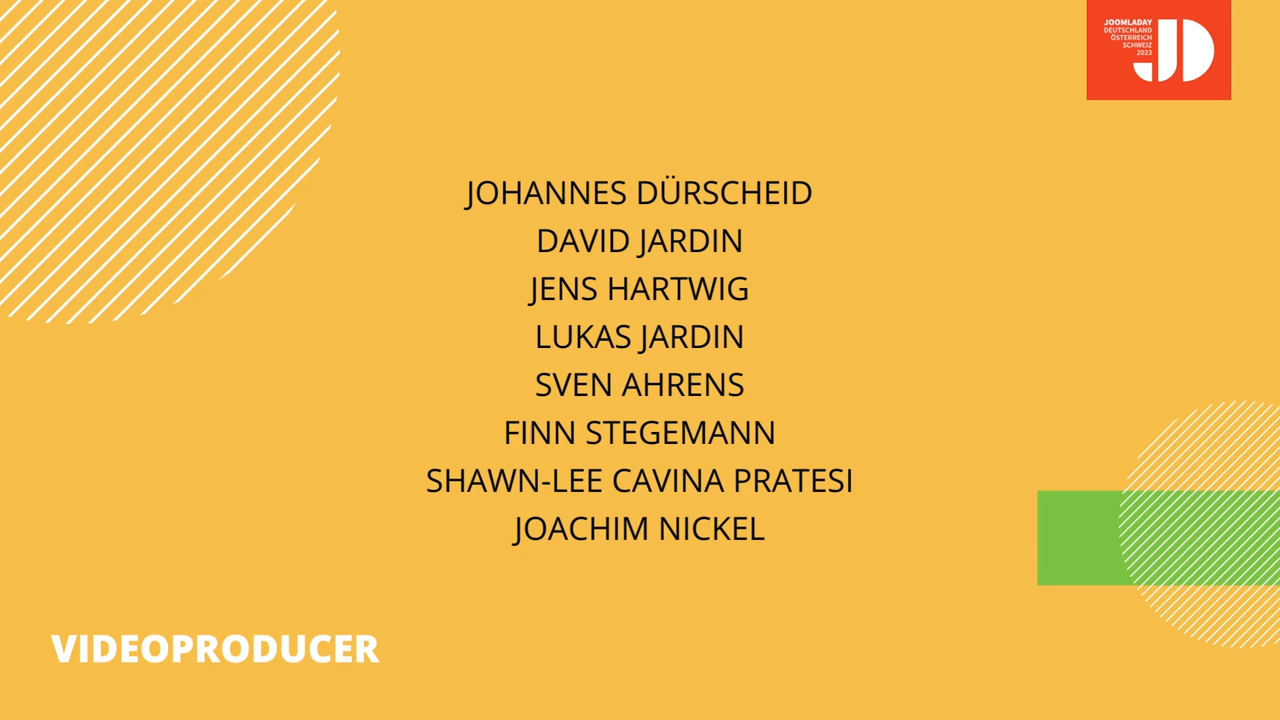 JOOMLADAY
DEUTSCHLAND
ÖSTERREICH
SCHWEIZ
2023
JD
JOHANNES DÜRSCHEID
DAVID JARDIN
JENS HARTWIG
LUKAS JARDIN
SVEN AHRENS
FINN STEGEMANN
SHAWN-LEE CAVINA PRATESI
JOACHIM NICKEL
VIDEOPRODUCER